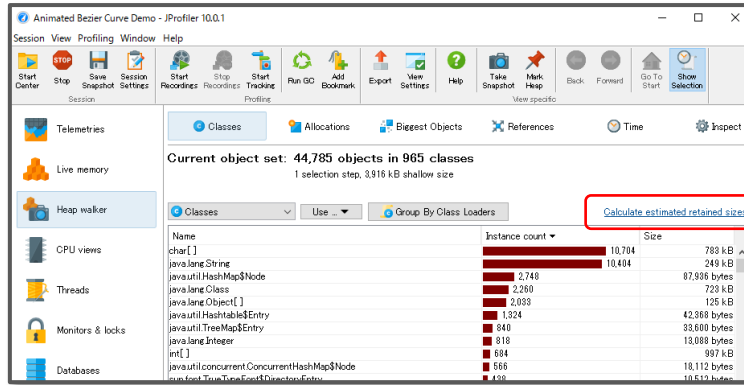 Animated Bezier Curve Demo - JProfiler 10.0.1
Session View Profiling Window Help
Start Center
Stop
Save Snapshot
Session Settings
Start Recordings
Stop Recordings
Start Tracking
Run GC
Add Bookmark
Export
View Settings
Help
Take Snapshot
Mark Heap
Back
Forward
Go To Start
Show Selection
Session
Profiling
View specific
Telemetries
Live memory
Heap walker
CPU views
Threads
Monitors & locks
Databases
Classes
Allocations
Biggest Objects
References
Time
Inspect
Current object set: 44,785 objects in 965 classes
1 selection step, 3,916 kB shallow size
Classes
Use ...
Group By Class Loaders
Calculate estimated retained sizes
Name Instance count Size
char[ ] 10,704 783 kB
java.lang.String 10,404 249 kB
java.util.HashMap$Node 2,748 87,936 bytes
java.lang.Class 2,260 723 kB
java.lang.Object[ ] 2,033 125 kB
java.util.Hashtable$Entry 1,324 42,368 bytes
java.util.TreeMap$Entry 840 33,600 bytes
java.lang.Integer 818 13,088 bytes
int[ ] 684 997 kB
java.util.concurrent.ConcurrentHashMap$Node 566 18,112 bytes
sun.font.TrueTypeFont$DirectoryEntry 438 10,512 bytes